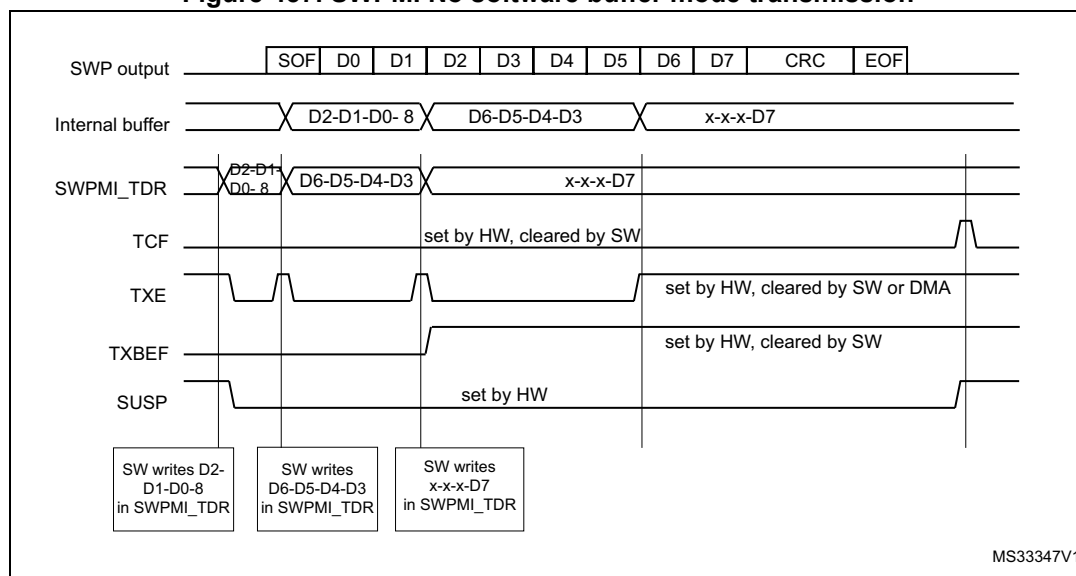 Figure SWPMI No software buffer mode transmission
SWP output SOF D0 D1 D2 D3 D4 D5 D6 D7 CRC EOF
Internal buffer D2-D1-D0- 8 D6-D5-D4-D3 x-x-x-D7
SWPMI_TDR D2-D1-
D0- 8 D6-D5-D4-D3 x-x-x-D7
TCF set by HW, cleared by SW
TXE set by HW, cleared by SW or DMA
TXBEF set by HW, cleared by SW
SUSP set by HW
SW writes D2-
D1-D0-8
in SWPMI_TDR
SW writes
D6-D5-D4-D3
in SWPMI_TDR
SW writes
x-x-x-D7
in SWPMI_TDR
MS33347V1